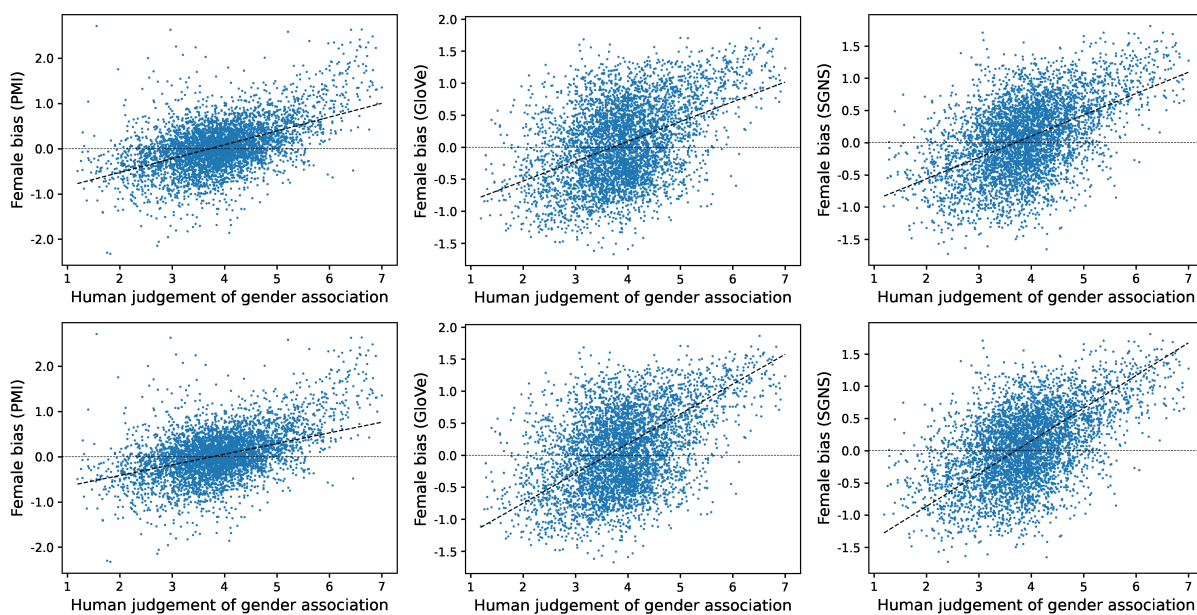 Female bias (PMI)
2.0
1.0
0.0
-1.0
-2.0
1 2 3 4 5 6 7
Human judgement of gender association
Female bias (GloVe)
2.0
1.5
1.0
0.5
0.0
-0.5
-1.0
-1.5
1 2 3 4 5 6 7
Human judgement of gender association
Female bias (SGNS)
1.5
1.0
0.5
0.0
-0.5
-1.0
-1.5
1 2 3 4 5 6 7
Human judgement of gender association
Female bias (PMI)
2.0
1.0
0.0
-1.0
-2.0
1 2 3 4 5 6 7
Human judgement of gender association
Female bias (GloVe)
2.0
1.5
1.0
0.5
0.0
-0.5
-1.0
-1.5
1 2 3 4 5 6 7
Human judgement of gender association
Female bias (SGNS)
1.5
1.0
0.5
0.0
-0.5
-1.0
-1.5
1 2 3 4 5 6 7
Human judgement of gender association